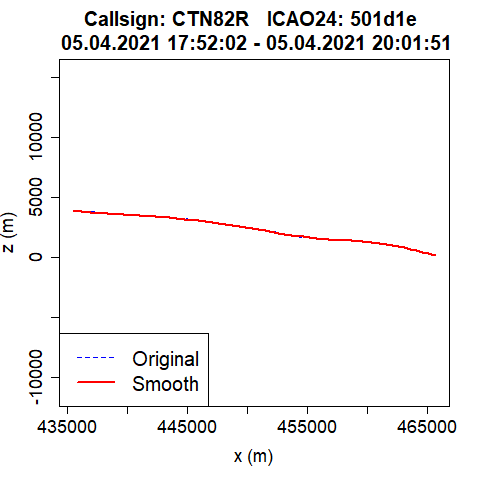 Callsign: CTN82R   ICAO24: 501d1e
05.04.2021 17:52:02 - 05.04.2021 20:01:51
z (m)
10000
5000
0
-10000
Original
Smooth
435000 445000 455000 465000
x (m)